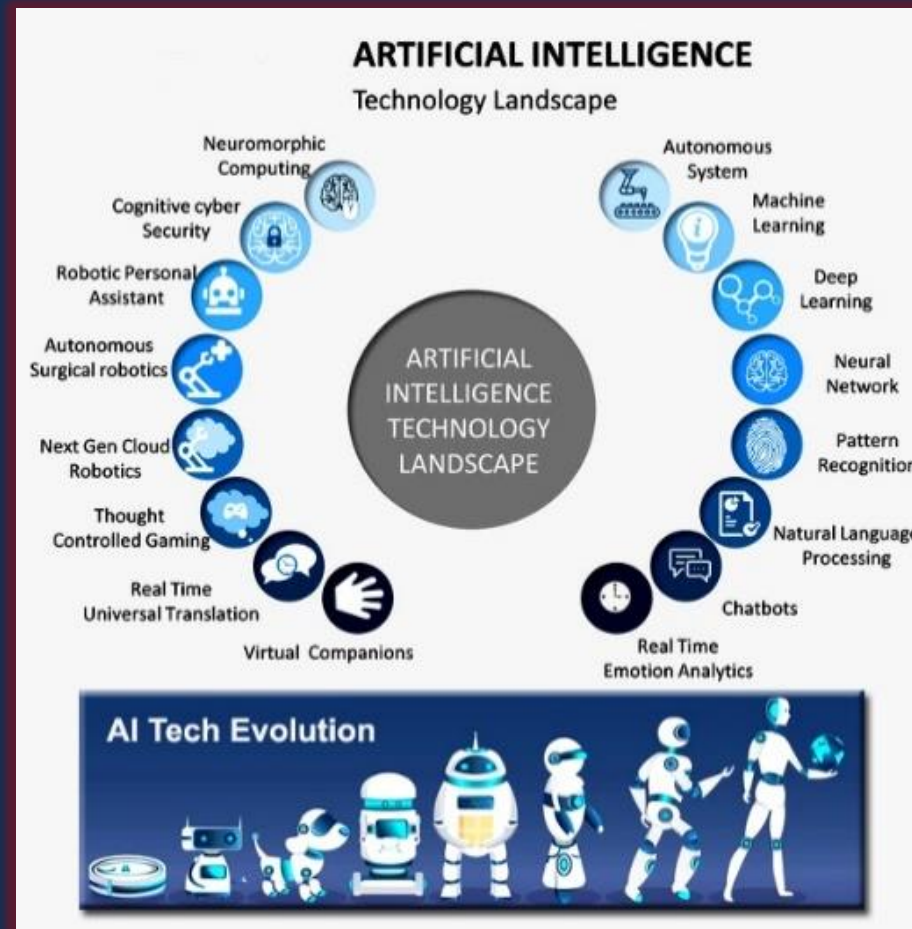 ARTIFICIAL INTELLIGENCE
Technology Landscape
Neuromorphic
Computing
Cognitive cyber
Security
Robotic Personal
Assistant
Autonomous
Surgical robotics
Next Gen Cloud
Robotics
Thought
Controlled Gaming
Real Time
Universal Translation
Virtual Companions
ARTIFICIAL
INTELLIGENCE
TECHNOLOGY
LANDSCAPE
Autonomous
System
Machine
Learning
Deep
Learning
Neural
Network
Pattern
Recognition
Natural Language
Processing
Chatbots
Real Time
Emotion Analytics
AI Tech Evolution